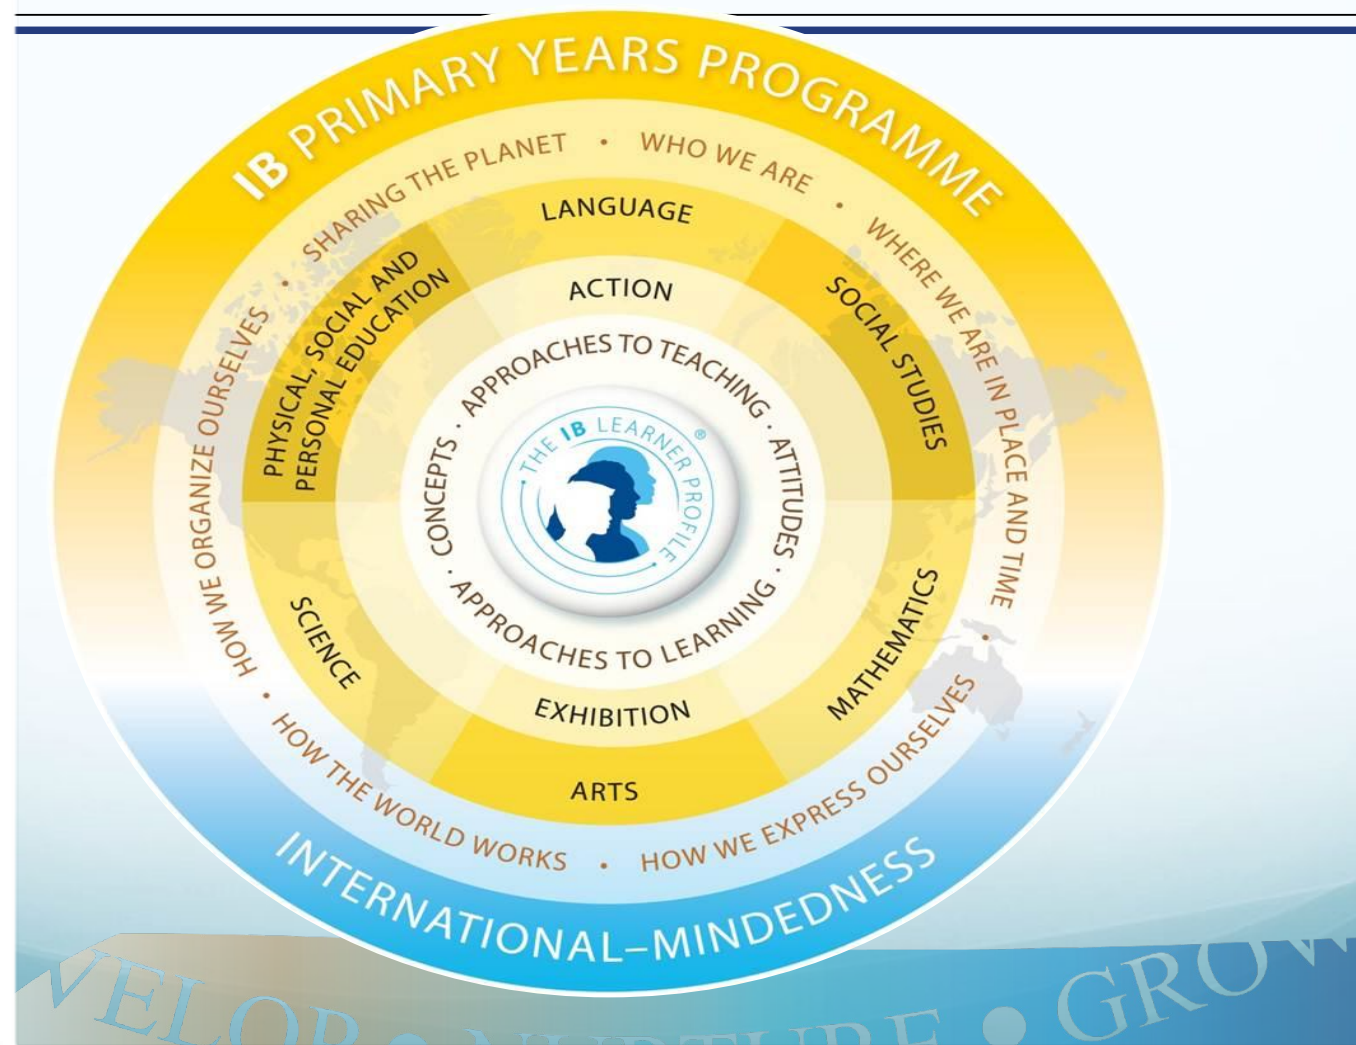 IB PRIMARY YEARS PROGRAMME
SHARING THE PLANET • WHO WE ARE • WHERE WE ARE IN PLACE AND TIME • HOW WE EXPRESS OURSELVES • HOW THE WORLD WORKS • HOW WE ORGANIZE OURSELVES •
LANGUAGE
SOCIAL STUDIES
MATHEMATICS
ARTS
SCIENCE
PHYSICAL, SOCIAL AND
PERSONAL EDUCATION
ACTION
EXHIBITION
APPROACHES TO TEACHING · ATTITUDES · APPROACHES TO LEARNING · CONCEPTS ·
THE IB LEARNER PROFILE ®
INTERNATIONAL–MINDEDNESS
VELOP • NURTURE • GROW